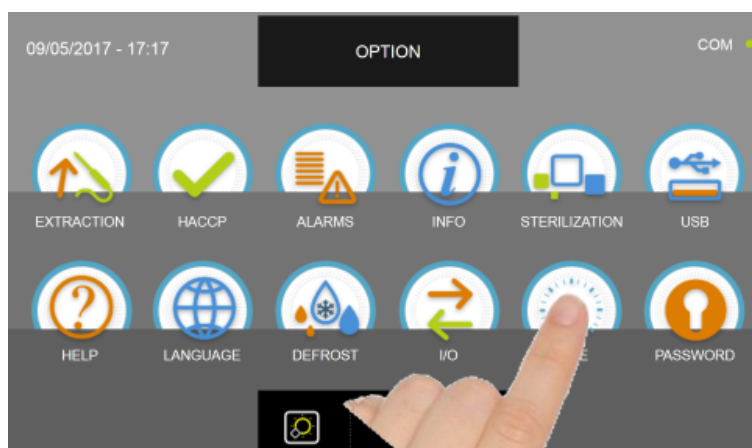 09/05/2017 - 17:17
OPTION
COM
EXTRACTION
HACCP
ALARMS
INFO
STERILIZATION
USB
HELP
LANGUAGE
DEFROST
I/O
PASSWORD